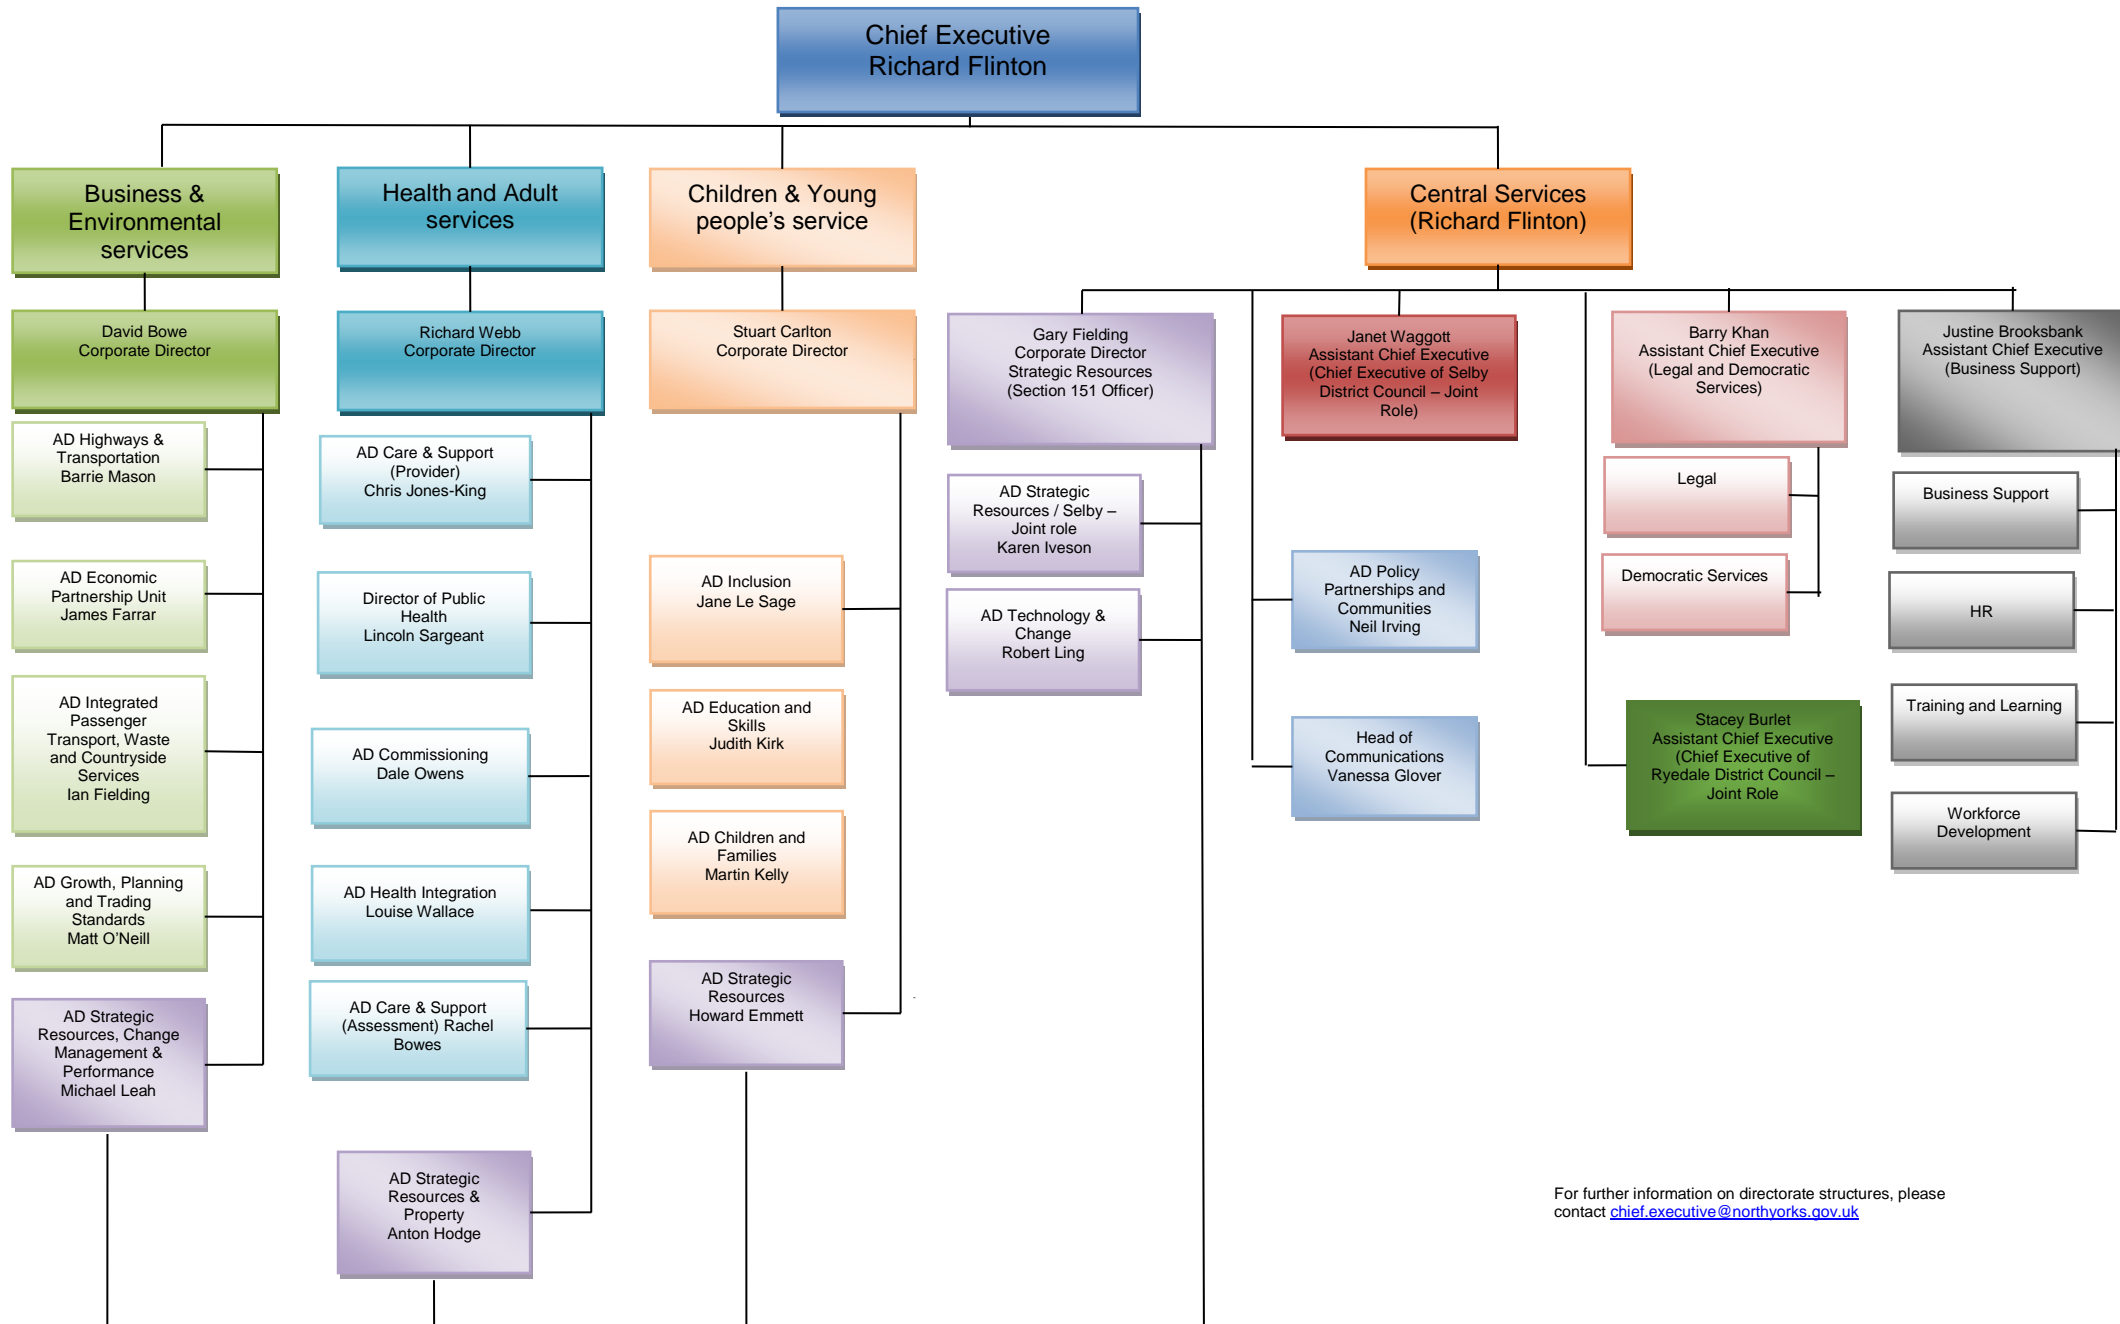 Chief Executive
Richard Flinton
Business &
Environmental
services
Health and Adult
services
Children & Young
people’s service
Central Services
(Richard Flinton)
David Bowe
Corporate Director
Richard Webb
Corporate Director
Stuart Carlton
Corporate Director
Gary Fielding
Corporate Director
Strategic Resources
(Section 151 Officer)
Janet Waggott
Assistant Chief Executive
(Chief Executive of Selby
District Council – Joint
Role)
Barry Khan
Assistant Chief Executive
(Legal and Democratic
Services)
Justine Brooksbank
Assistant Chief Executive
(Business Support)
AD Highways &
Transportation
Barrie Mason
AD Economic
Partnership Unit
James Farrar
AD Integrated
Passenger
Transport, Waste
and Countryside
Services
Ian Fielding
AD Growth, Planning
and Trading
Standards
Matt O’Neill
AD Strategic
Resources, Change
Management &
Performance
Michael Leah
AD Care & Support
(Provider)
Chris Jones-King
Director of Public
Health
Lincoln Sargeant
AD Commissioning
Dale Owens
AD Health Integration
Louise Wallace
AD Care & Support
(Assessment) Rachel
Bowes
AD Strategic
Resources &
Property
Anton Hodge
AD Inclusion
Jane Le Sage
AD Education and
Skills
Judith Kirk
AD Children and
Families
Martin Kelly
AD Strategic
Resources
Howard Emmett
AD Strategic
Resources / Selby –
Joint role
Karen Iveson
AD Technology &
Change
Robert Ling
AD Policy
Partnerships and
Communities
Neil Irving
Head of
Communications
Vanessa Glover
Legal
Democratic Services
Stacey Burlet
Assistant Chief Executive
(Chief Executive of
Ryedale District Council –
Joint Role
Business Support
HR
Training and Learning
Workforce
Development
For further information on directorate structures, please
contact chief.executive@northyorks.gov.uk